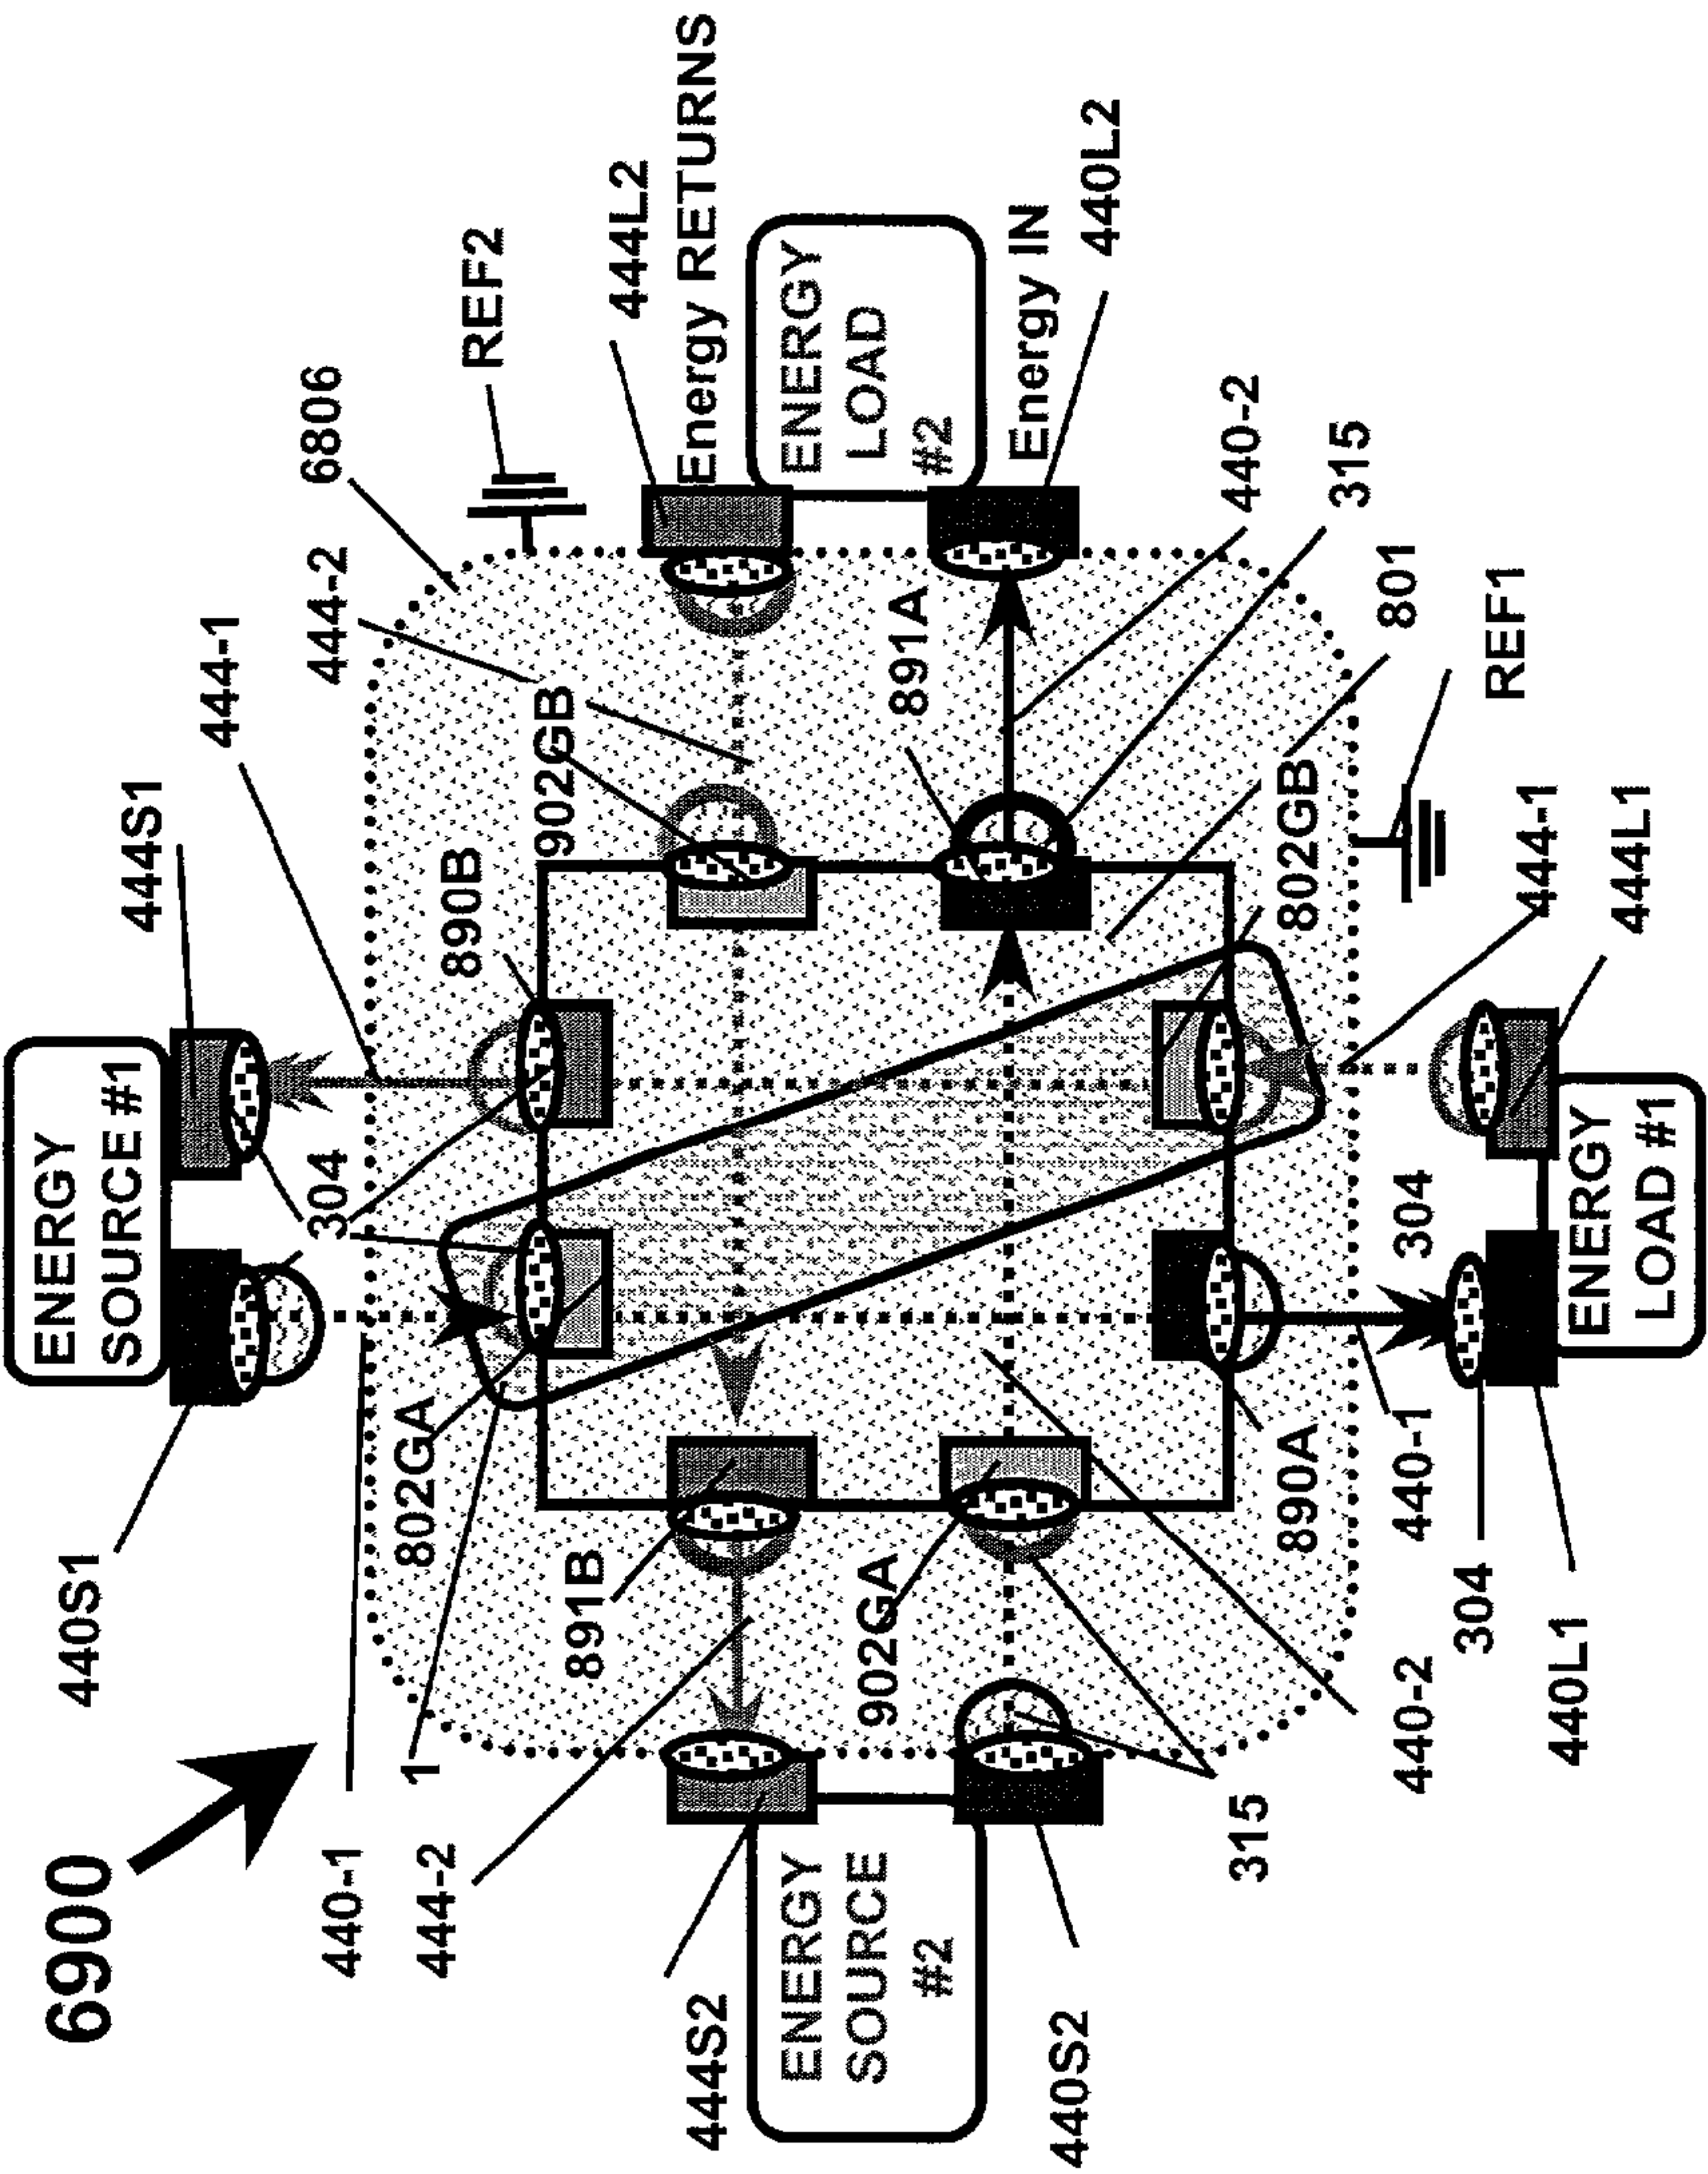 6900
440S1
ENERGY
SOURCE #1
444S1
444-1
444-2
6806
REF2
444L2
Energy RETURNS
ENERGY
LOAD
#2
Energy IN
440L2
440-2
315
801
REF1
444-1
444L1
802GB
891A
902GB
890B
304
802GA
1
440-1
444-2
891B
902GA
890A
304
440-1
304
440L1
ENERGY
LOAD #1
440-2
315
444S2
ENERGY
SOURCE
#2
440S2